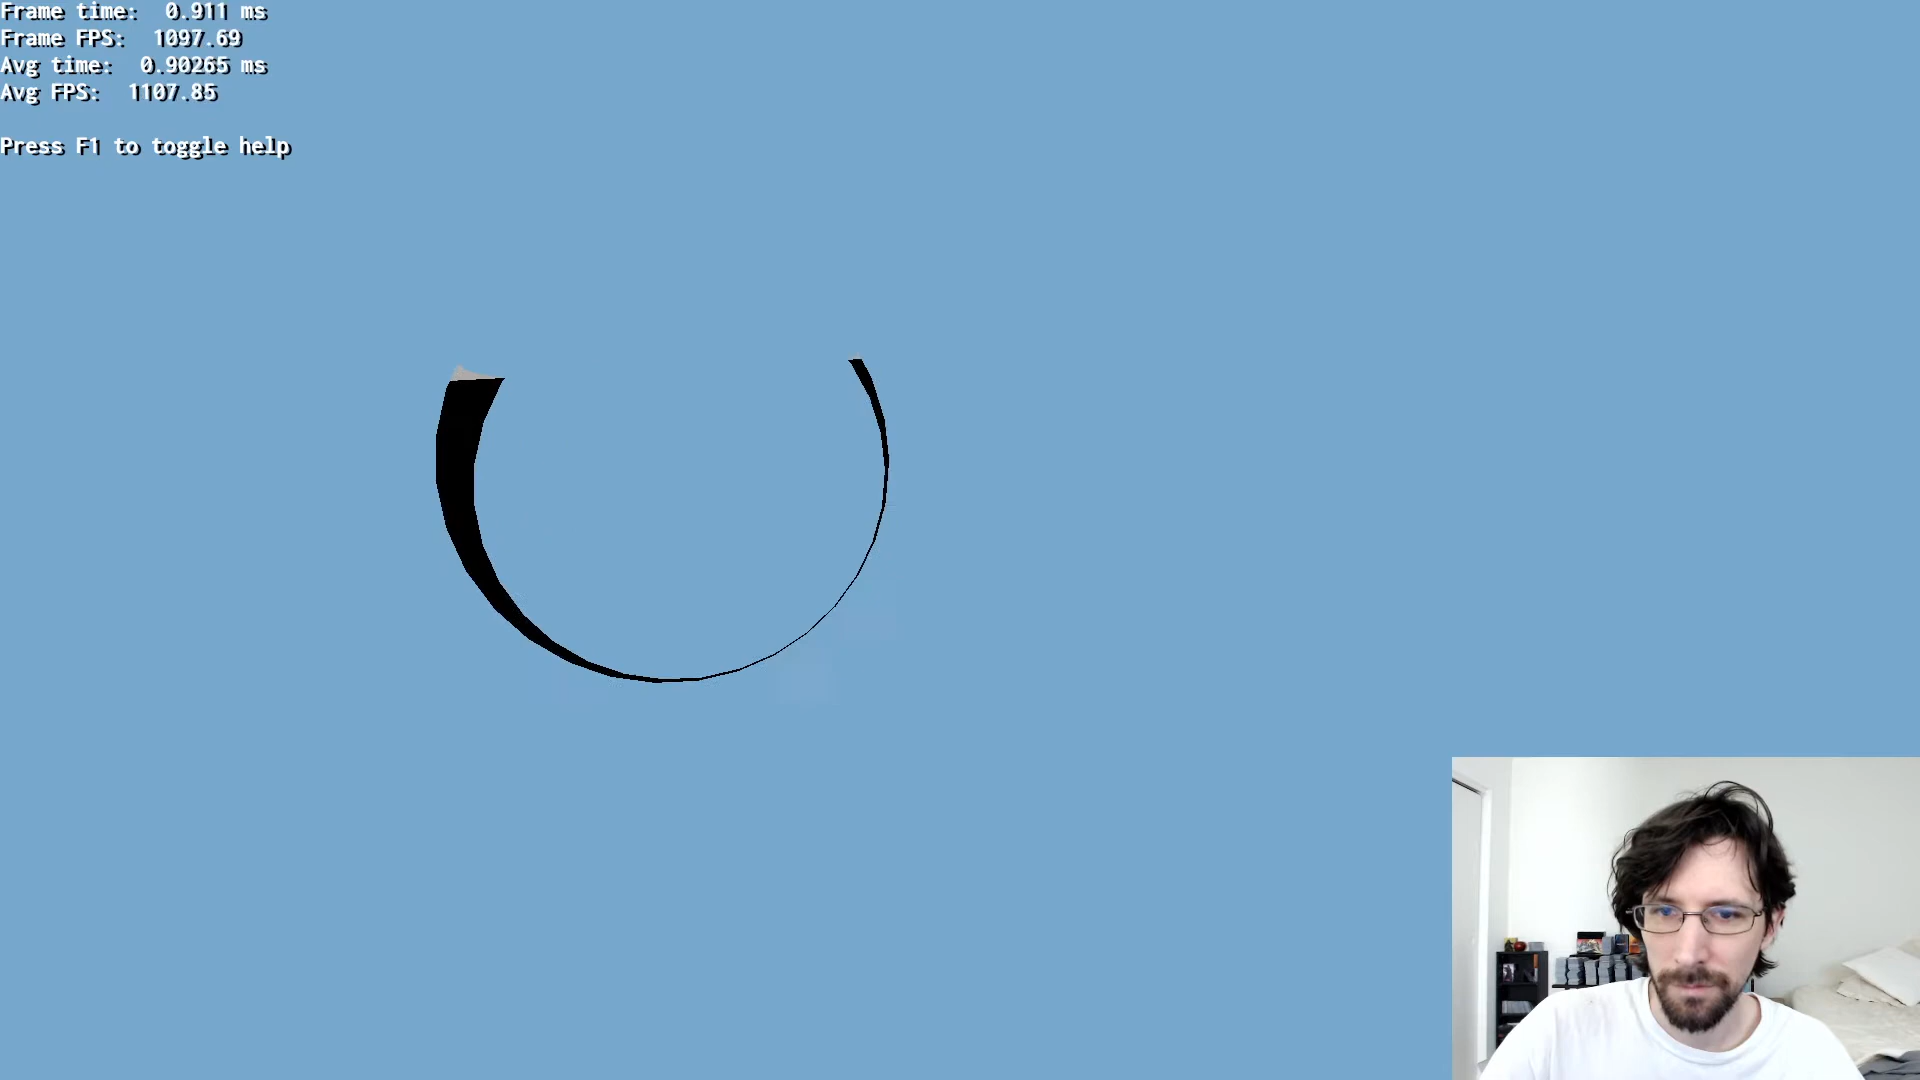 Frame time:  0.911 ms
Frame FPS:  1097.69
Avg time:  0.90265 ms
Avg FPS:  1107.85
Press F1 to toggle help